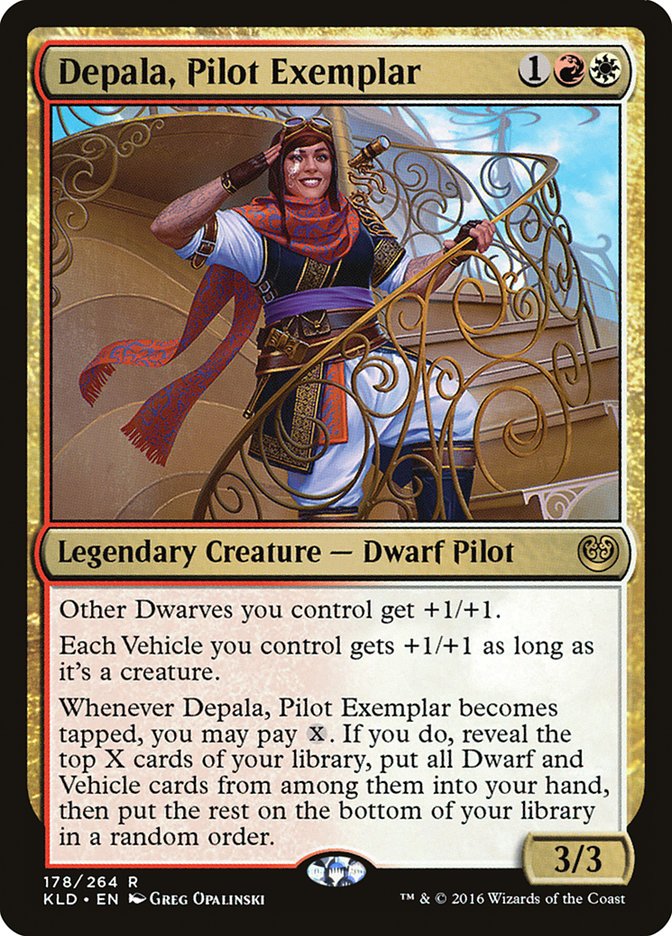 Depala, Pilot Exemplar 1
Legendary Creature — Dwarf Pilot
Other Dwarves you control get +1/+1.
Each Vehicle you control gets +1/+1 as long as
it's a creature.
Whenever Depala, Pilot Exemplar becomes
tapped, you may pay X. If you do, reveal the
top X cards of your library, put all Dwarf and
Vehicle cards from among them into your hand,
then put the rest on the bottom of your library
in a random order.
3/3
178/264 R
KLD • EN Greg Opalinski ™ & © 2016 Wizards of the Coast